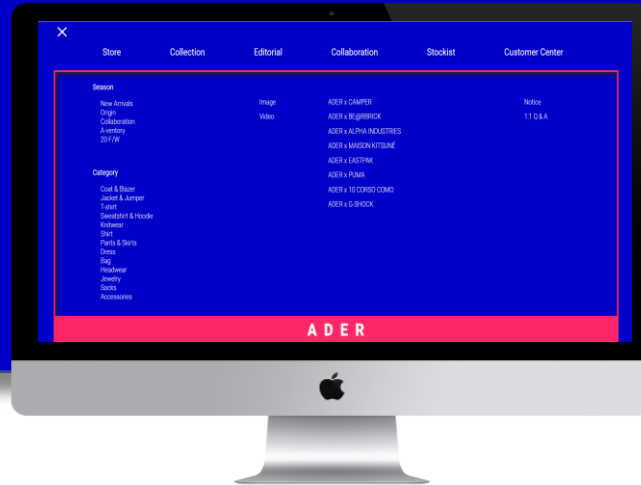 Store Collection Editorial Collaboration Stockist Customer Center
Season
New Arrivals
Origin
Collaboration
A-ventory
20 F/W
Category
Coat & Blazer
Jacket & Jumper
T-shirt
Sweatshirt & Hoodie
Knitwear
Shirt
Pants & Skirts
Dress
Bag
Headwear
Jewelry
Socks
Accessories
Image
Video
ADER x CAMPER
ADER x BE@RBRICK
ADER x ALPHA INDUSTRIES
ADER x MAISON KITSUNÉ
ADER x EASTPAK
ADER x PUMA
ADER x 10 CORSO COMO
ADER x G-SHOCK
Notice
1:1 Q & A
ADER